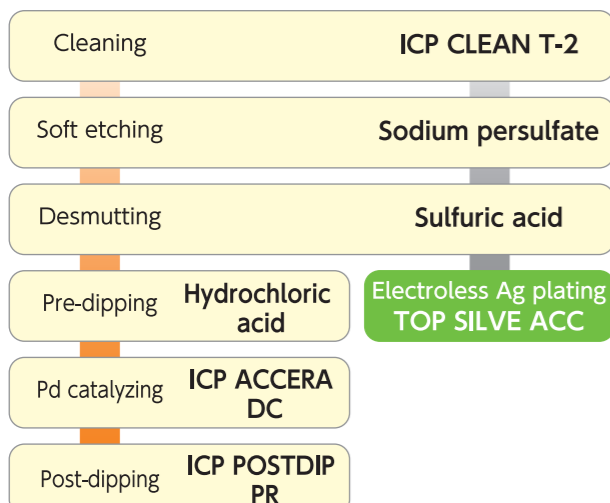 Cleaning ICP CLEAN T-2
Soft etching Sodium persulfate
Desmutting Sulfuric acid
Pre-dipping Hydrochloric
acid
Electroless Ag plating
TOP SILVE ACC
Pd catalyzing ICP ACCERA
DC
Post-dipping ICP POSTDIP
PR